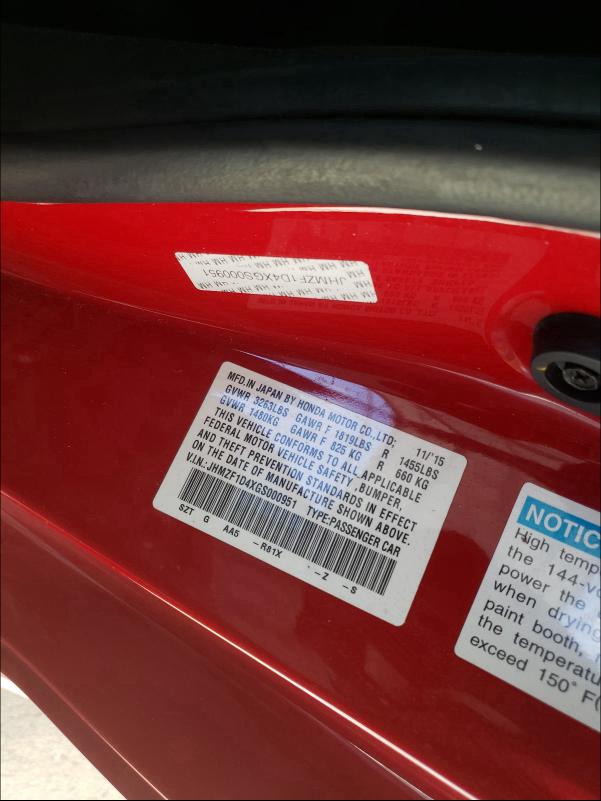 JHMZF1D4XGS000951
MFD.IN JAPAN BY HONDA MOTOR CO.,LTD: 11/'15
GVWR 3263LBS GAWR F 1819LBS R 1455LBS
GVWR 1480KG GAWR F 825 KG R 660 KG
THIS VEHICLE CONFORMS TO ALL APPLICABLE
FEDERAL MOTOR VEHICLE SAFETY ,BUMPER,
AND THEFT PREVENTION STANDARDS IN EFFECT
ON THE DATE OF MANUFACTURE SHOWN ABOVE.
V.I.N: JHMZF1D4XGS000951 TYPE:PASSENGER CAR
SZT G AA5 -R81X -Z -S
NOTIC
High temp
the 144-vo
power the
when drying
paint booth,
the temperatu
exceed 150° F(